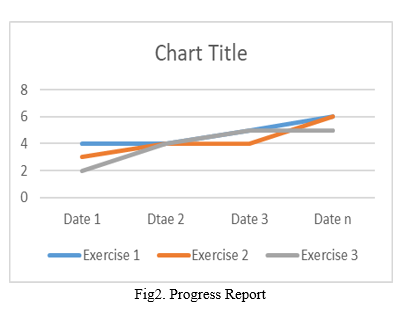 Chart Title
8
6
4
2
0
Date 1 Dtae 2 Date 3 Date n
Exercise 1 Exercise 2 Exercise 3
Fig2. Progress Report